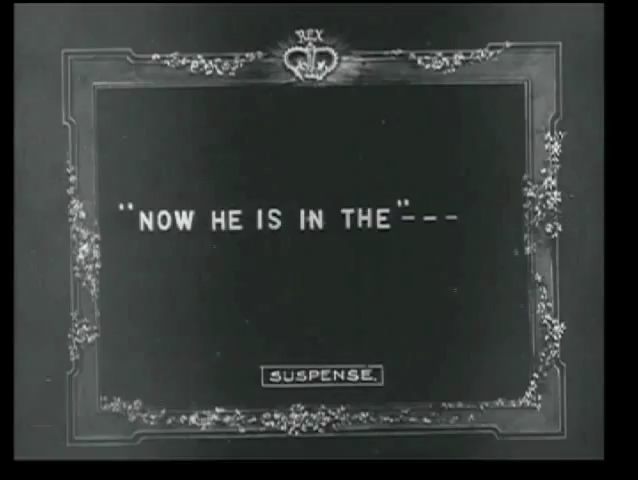 REX
"NOW HE IS IN THE"---
SUSPENSE.